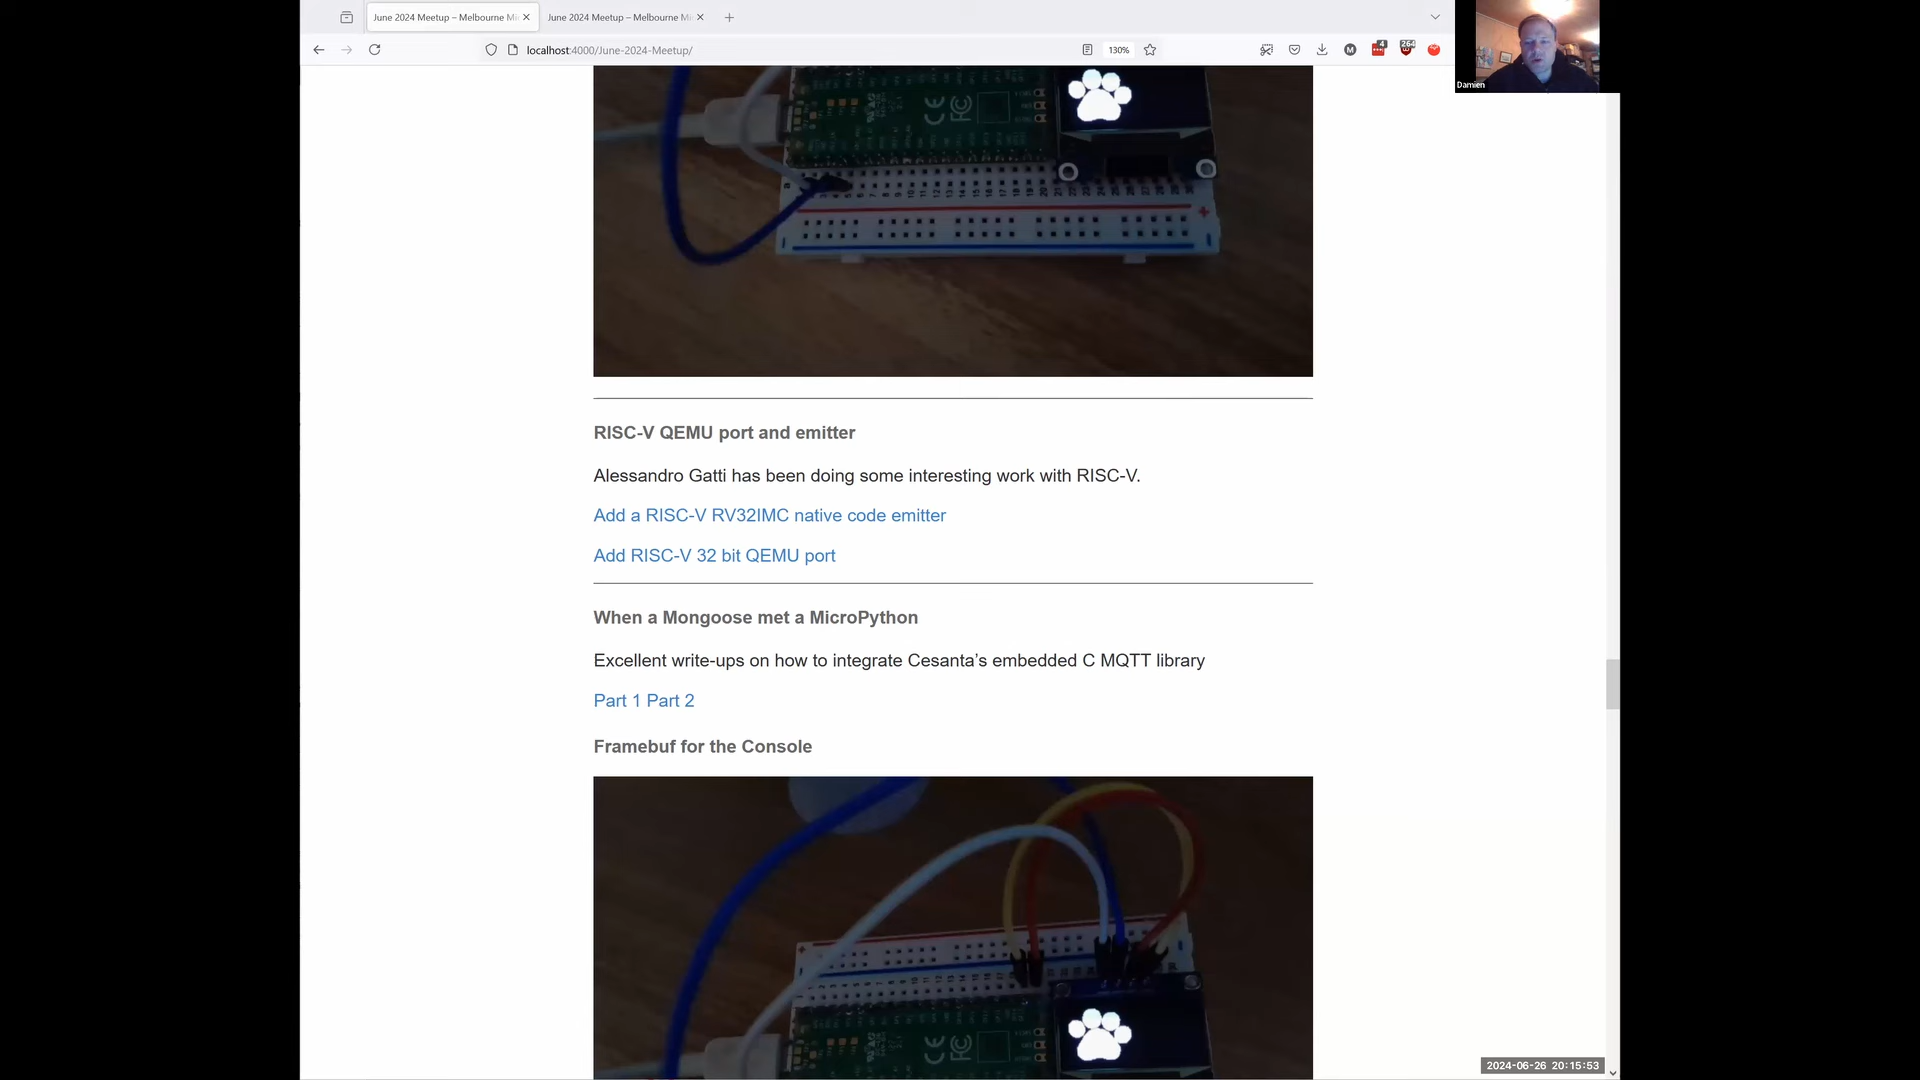 June 2024 Meetup – Melbourne Mi
June 2024 Meetup – Melbourne Mi
localhost:4000/June-2024-Meetup/
130%
4
264
Damien
RISC-V QEMU port and emitter
Alessandro Gatti has been doing some interesting work with RISC-V.
Add a RISC-V RV32IMC native code emitter
Add RISC-V 32 bit QEMU port
When a Mongoose met a MicroPython
Excellent write-ups on how to integrate Cesanta’s embedded C MQTT library
Part 1 Part 2
Framebuf for the Console
2024-06-26 20:15:53